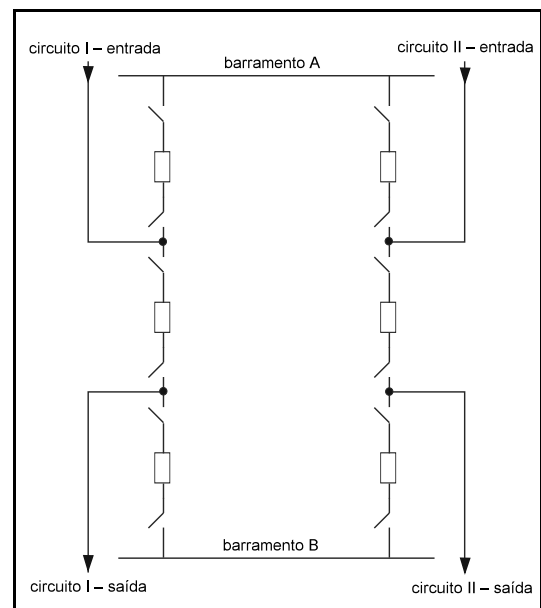 circuito I – entrada
circuito II – entrada
barramento A
barramento B
circuito I – saída
circuito II – saída